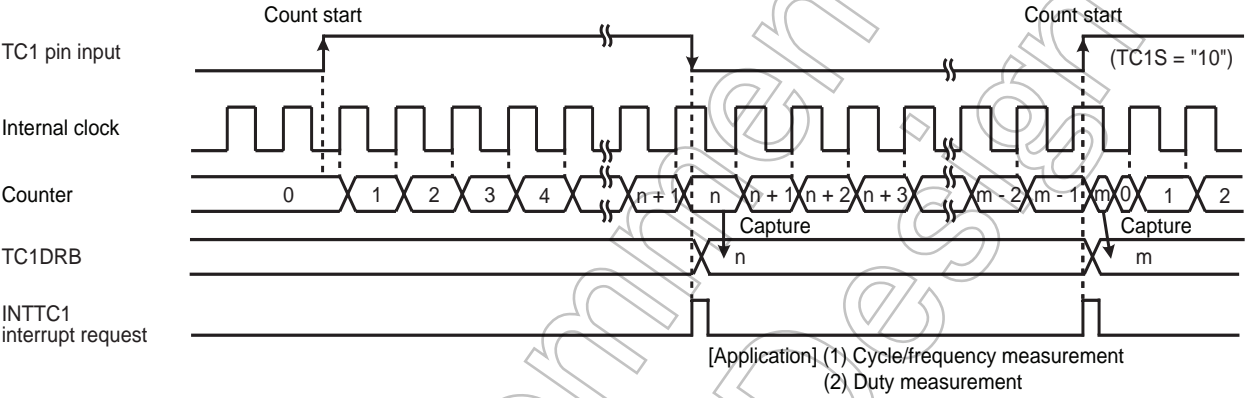 Count start Count start
TC1 pin input
(TC1S = "10")
Internal clock
Counter 0 1 2 3 4 n + 1 n n + 1 n + 2 n + 3 m - 2 m - 1 m 0 1 2
Capture Capture
TC1DRB n m
INTTC1
interrupt request
[Application] (1) Cycle/frequency measurement
(2) Duty measurement